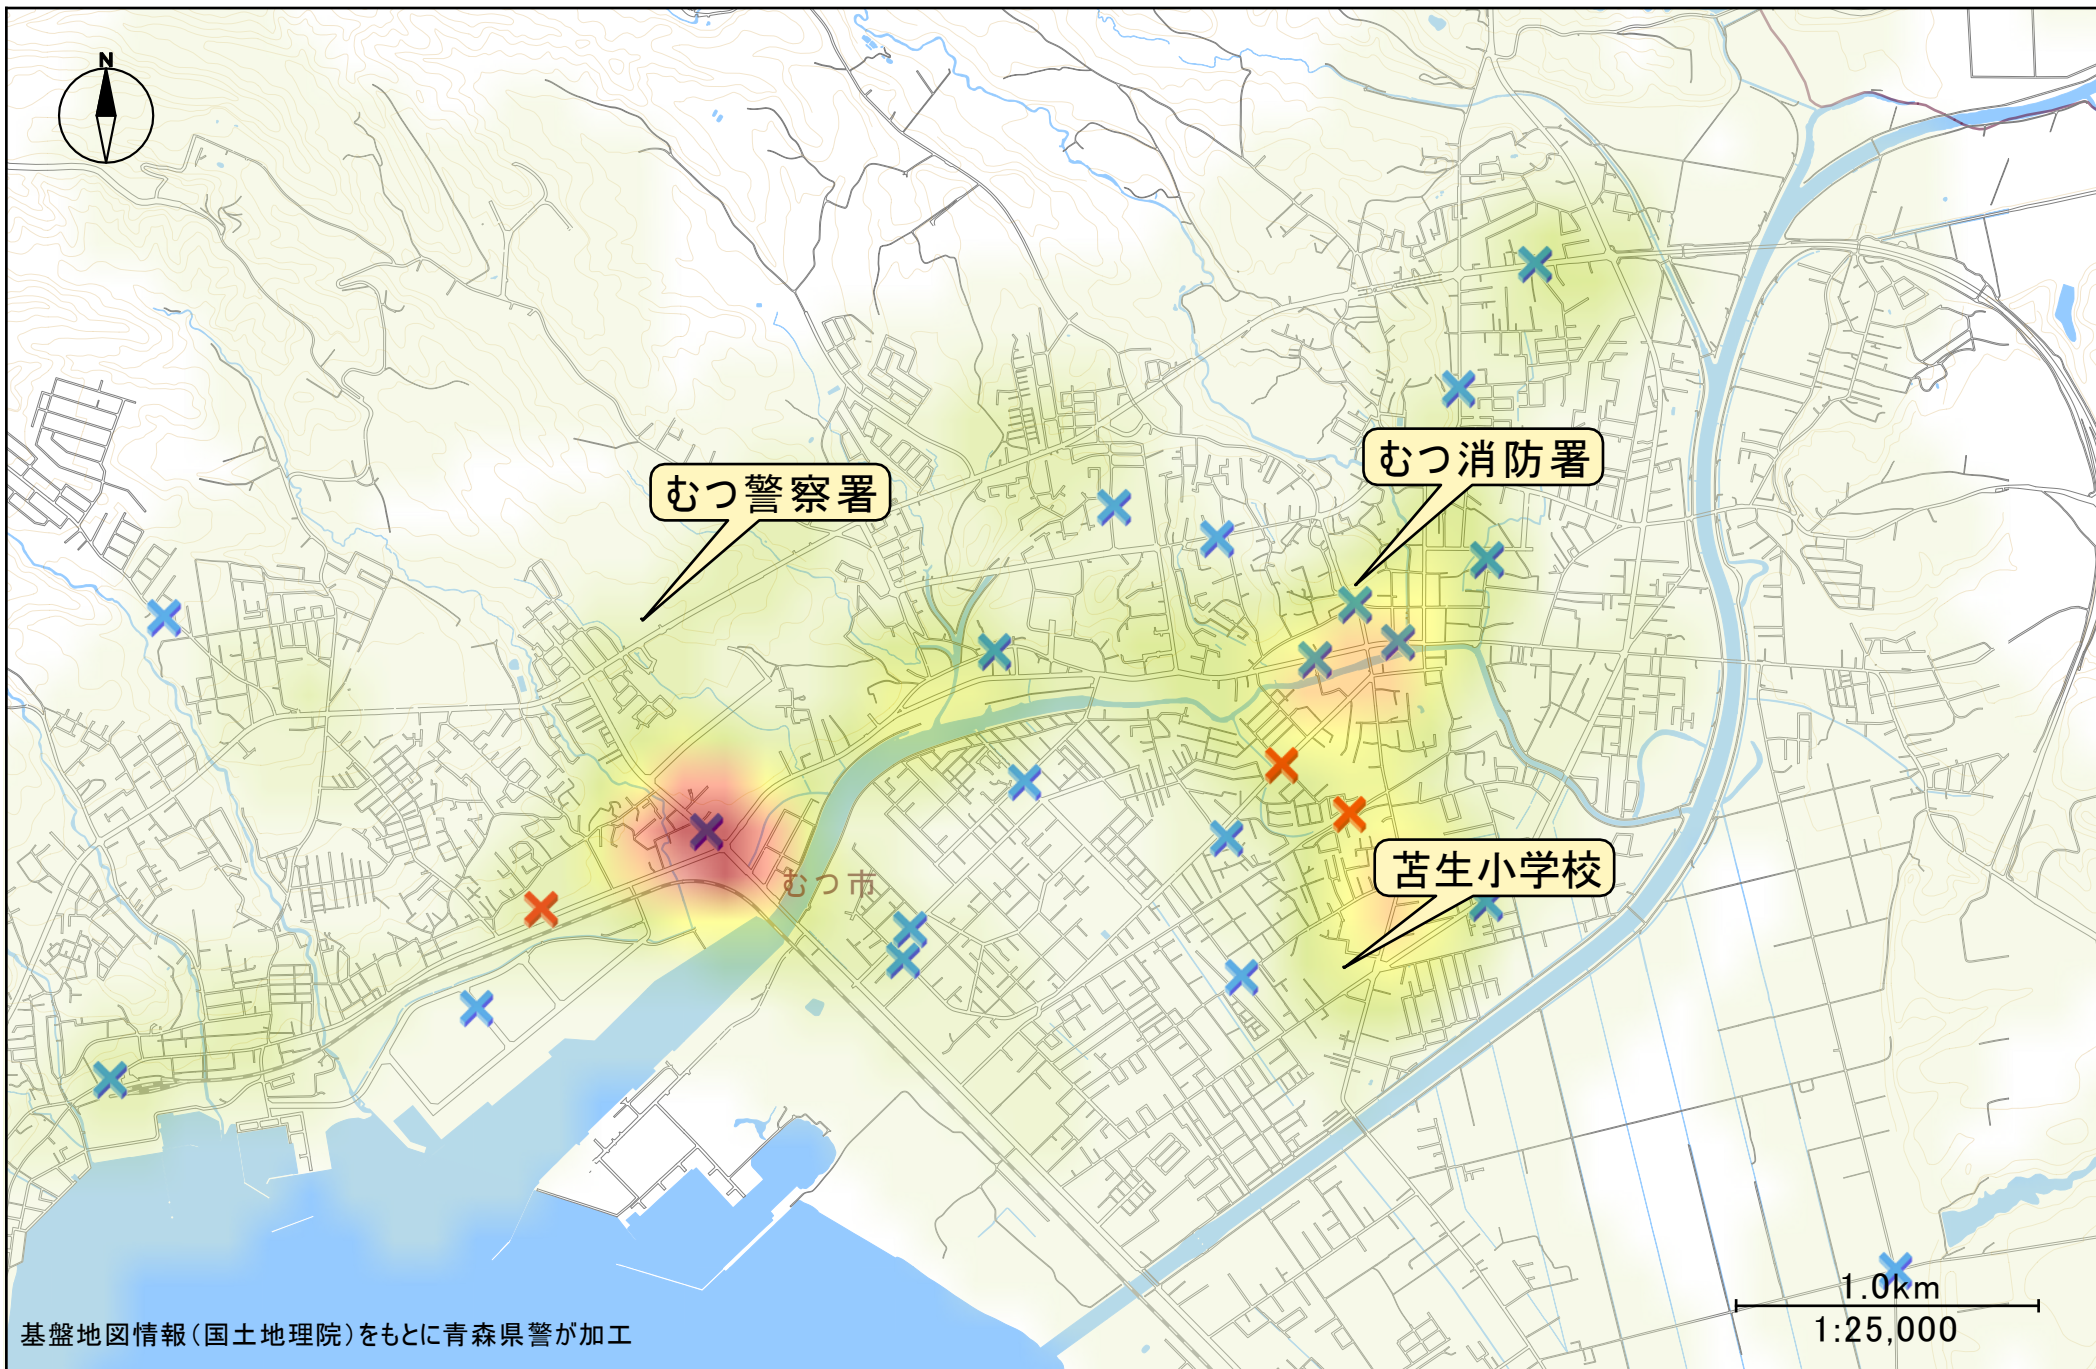 N
むつ消防署
むつ警察署
苫生小学校
むつ市
1.0km
1:25,000
基盤地図情報(国土地理院)をもとに青森県警が加工